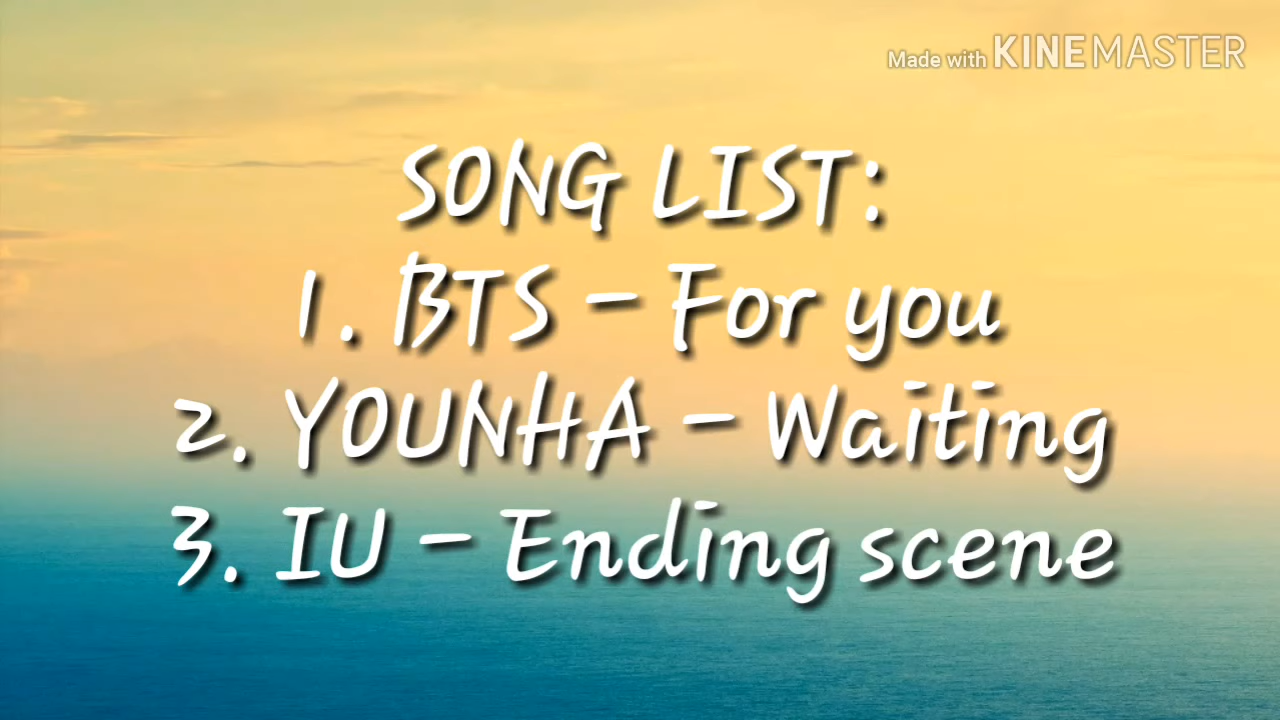 Made with KINEMASTER
SONG LIST:
1. BTS - For you
2. YOUNHA - Waiting
3. IU - Ending scene